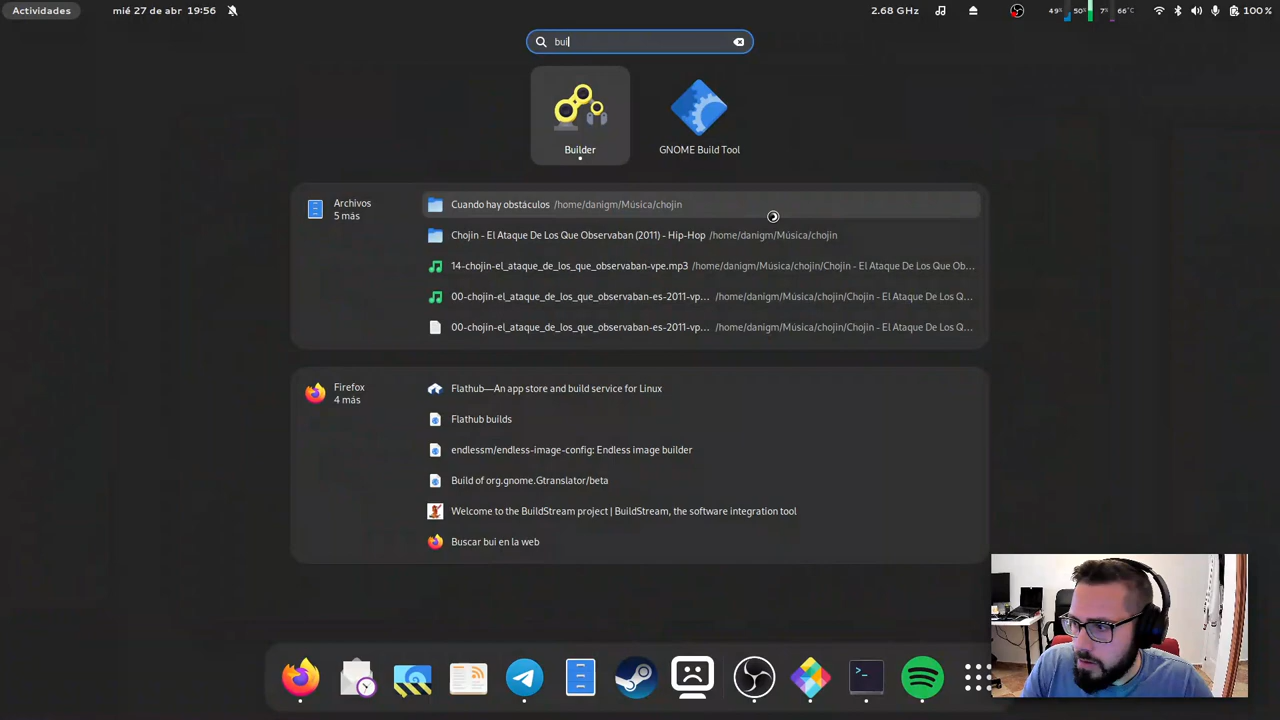 Actividades
mié 27 de abr 19:56
2.68 GHz
49%
50%
7%
66°C
100 %
bui
Builder
GNOME Build Tool
Archivos
5 más
Cuando hay obstáculos /home/danigm/Música/chojin
Chojin - El Ataque De Los Que Observaban (2011) - Hip-Hop /home/danigm/Música/chojin
14-chojin-el_ataque_de_los_que_observaban-vpe.mp3 /home/danigm/Música/chojin/Chojin - El Ataque De Los Que Ob…
00-chojin-el_ataque_de_los_que_observaban-es-2011-vp… /home/danigm/Música/chojin/Chojin - El Ataque De Los Q…
00-chojin-el_ataque_de_los_que_observaban-es-2011-vp… /home/danigm/Música/chojin/Chojin - El Ataque De Los Q…
Firefox
4 más
Flathub—An app store and build service for Linux
Flathub builds
endlessm/endless-image-config: Endless image builder
Build of org.gnome.Gtranslator/beta
Welcome to the BuildStream project | BuildStream, the software integration tool
Buscar bui en la web
>_